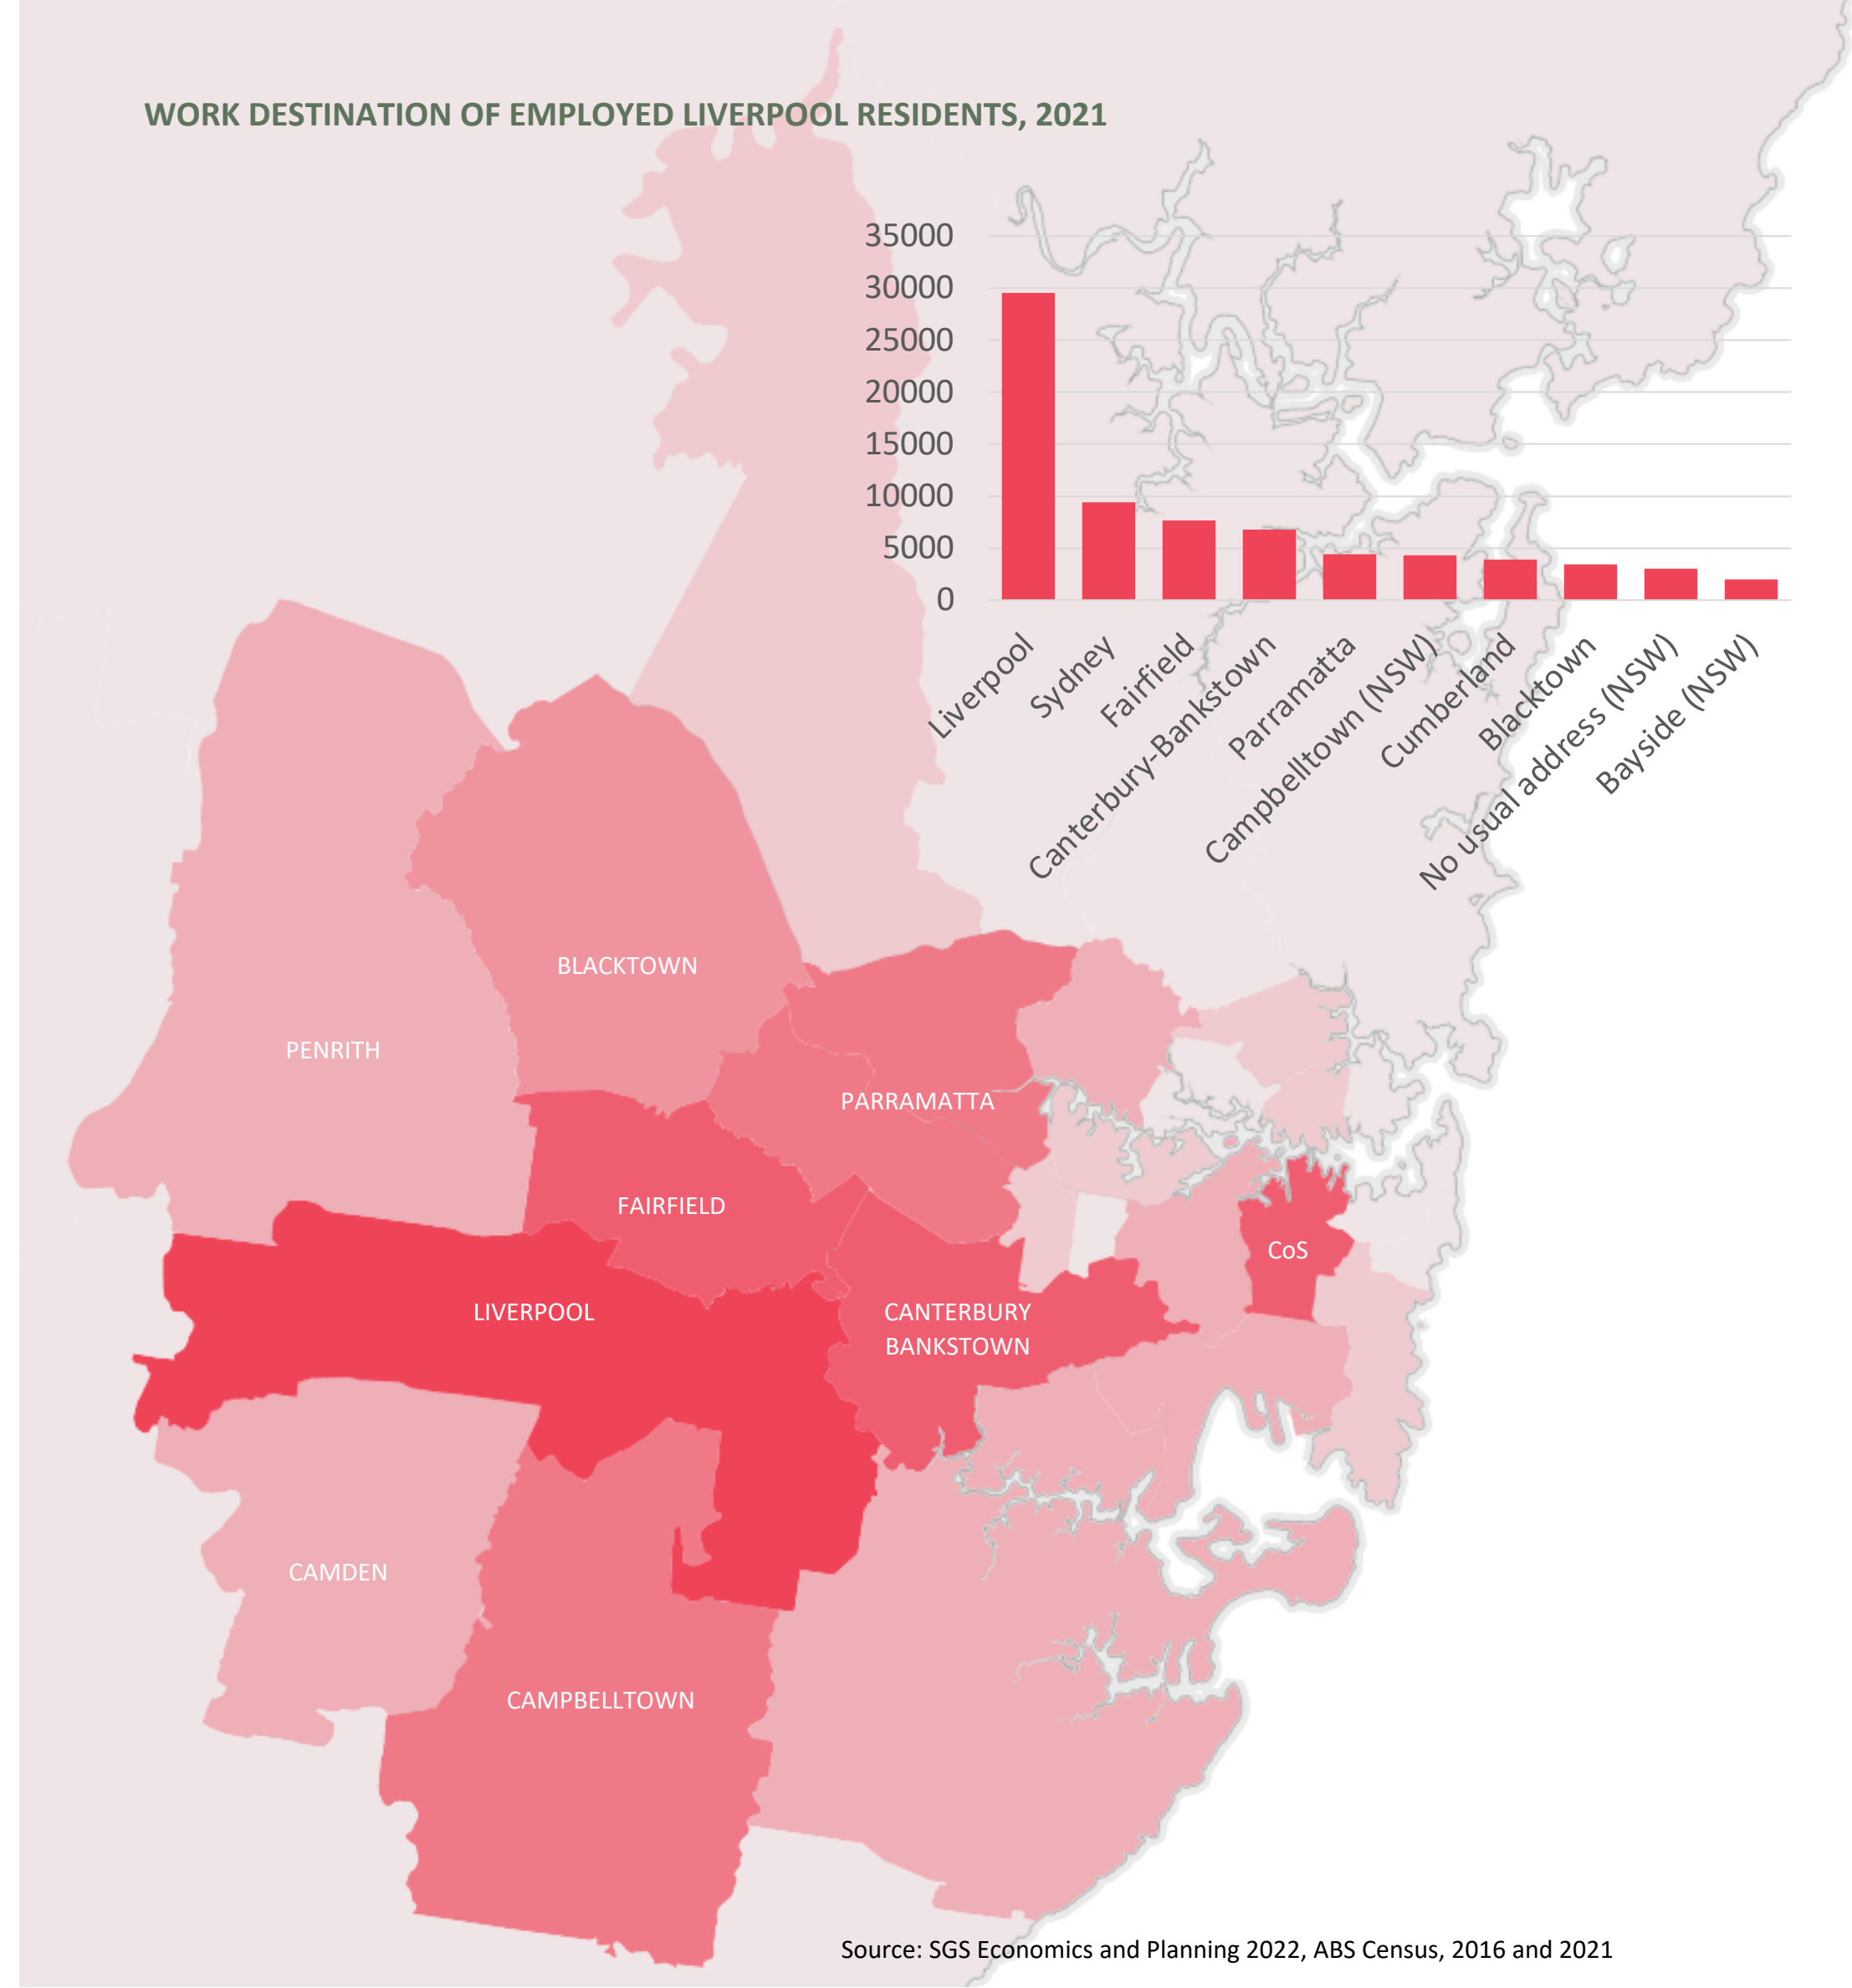 WORK DESTINATION OF EMPLOYED LIVERPOOL RESIDENTS, 2021
35000
30000
25000
20000
15000
10000
5000
0
Liverpool
Sydney
Fairfield
Canterbury-Bankstown
Parramatta
Campbelltown (NSW)
Cumberland
Blacktown
No usual address (NSW)
Bayside (NSW)
BLACKTOWN
PENRITH
PARRAMATTA
FAIRFIELD
CoS
LIVERPOOL
CANTERBURY
BANKSTOWN
CAMDEN
CAMPBELLTOWN
Source: SGS Economics and Planning 2022, ABS Census, 2016 and 2021